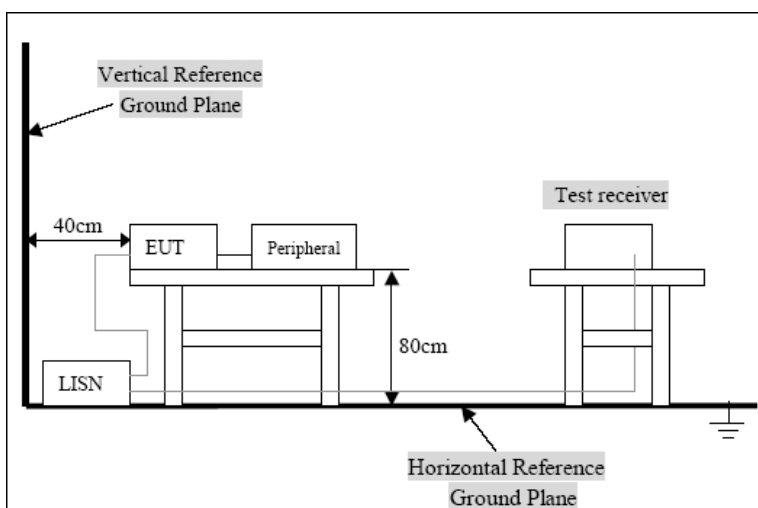 Vertical Reference
Ground Plane
Test receiver
40cm
EUT
Peripheral
80cm
LISN
Horizontal Reference
Ground Plane